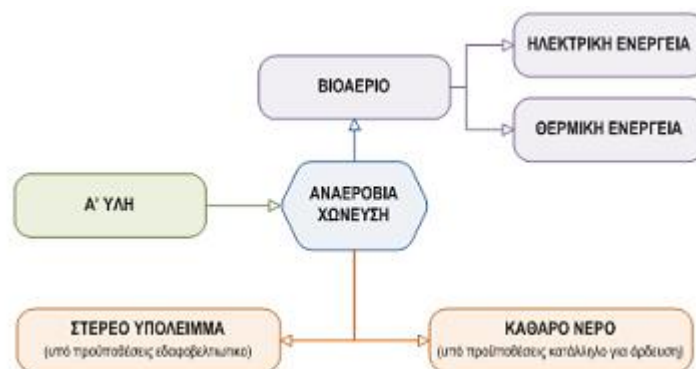 ΗΛΕΚΤΡΙΚΗ ΕΝΕΡΓΕΙΑ
ΒΙΟΑΕΡΙΟ
ΘΕΡΜΙΚΗ ΕΝΕΡΓΕΙΑ
Α' ΥΛΗ
ΑΝΑΕΡΟΒΙΑ
ΧΩΝΕΥΣΗ
ΣΤΕΡΕΟ ΥΠΟΛΕΙΜΜΑ
(υπό προϋποθέσεις εδαφοβελτιωτικο)
ΚΑΘΑΡΟ ΝΕΡΟ
(υπό προϋποθέσεις κατάλληλο για άρδευση)